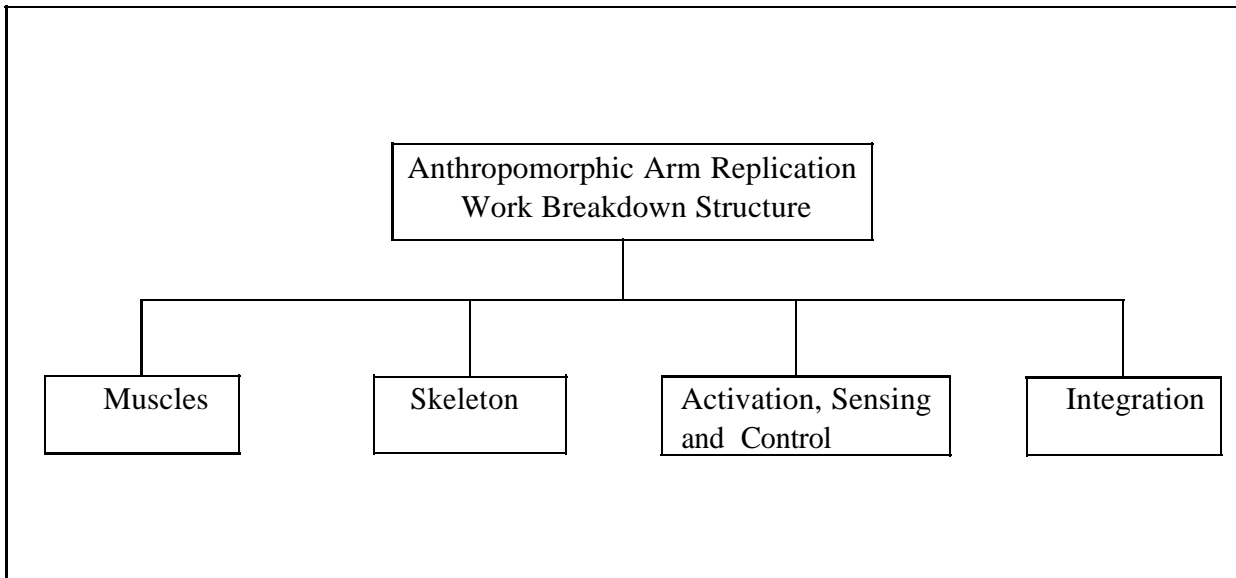 Anthropomorphic Arm Replication
Work Breakdown Structure
Muscles
Skeleton
Activation, Sensing
and Control
Integration